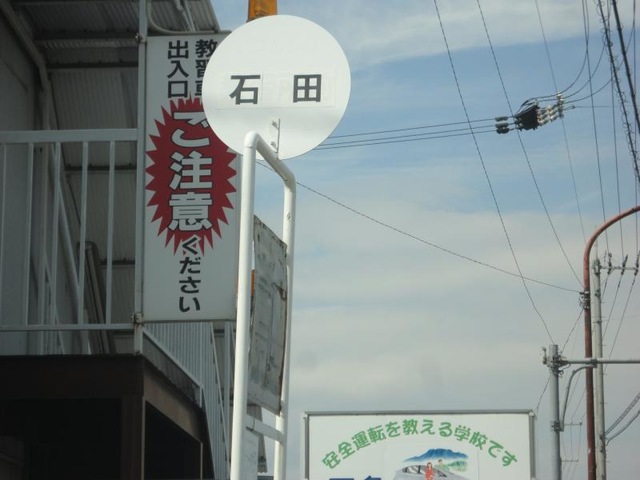 石田
教習車
出入口
ご注意
ください
安全運転を教える学校です